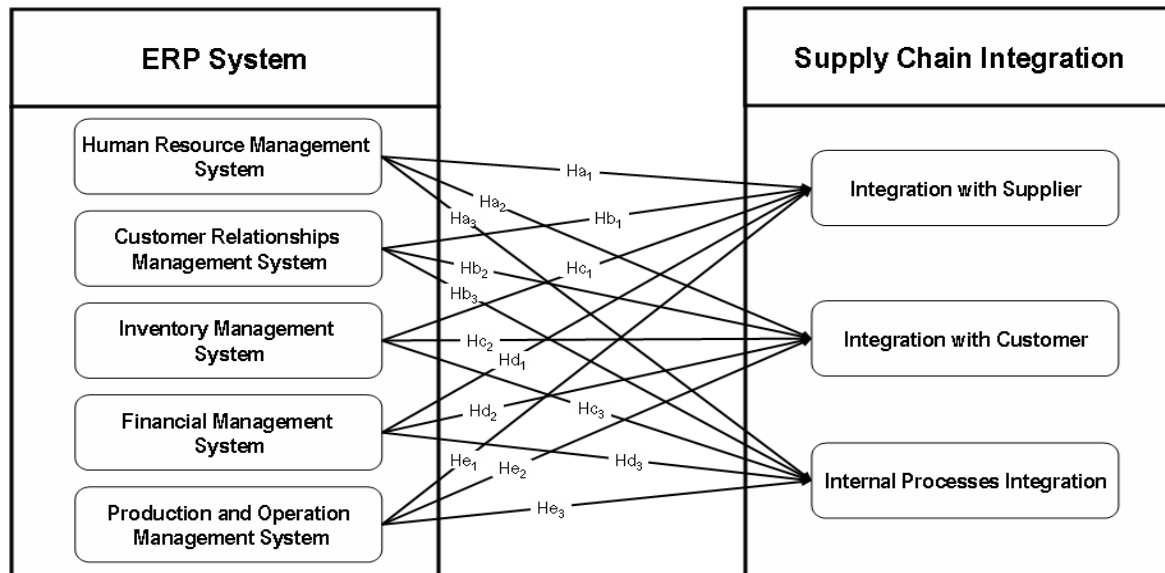 ERP System
Human Resource Management
System
Customer Relationships
Management System
Inventory Management
System
Financial Management
System
Production and Operation
Management System
Ha₁
Ha₂
Ha₃
Hb₁
Hb₂
Hb₃
Hc₁
Hc₂
Hc₃
Hd₁
Hd₂
Hd₃
He₁
He₂
He₃
Supply Chain Integration
Integration with Supplier
Integration with Customer
Internal Processes Integration